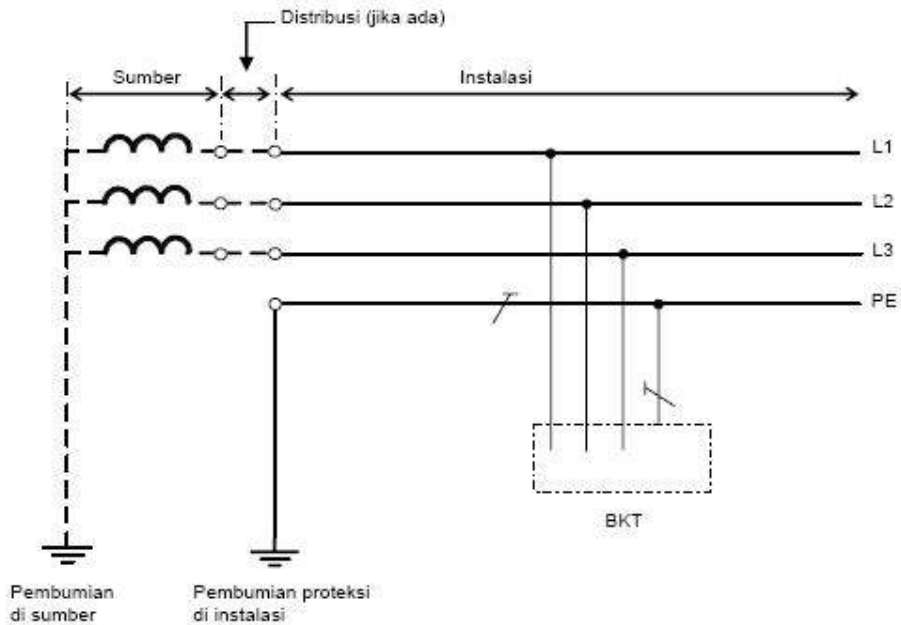 Distribusi (jika ada)
Sumber
Instalasi
L1
L2
L3
PE
BKT
Pembumian
di sumber
Pembumian proteksi
di instalasi